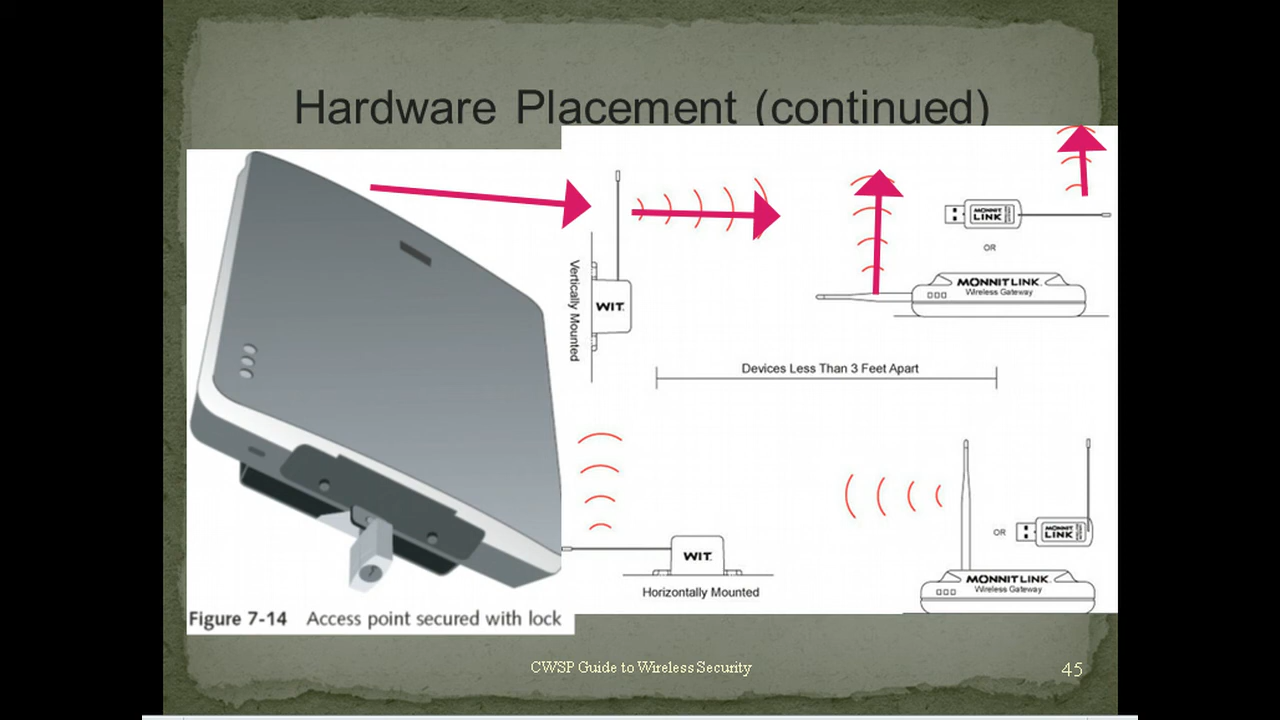 Hardware Placement (continued)
Vertically Mounted
WIT
MONNIT
LINK
OR
MONNITLINK
Wireless Gateway
Devices Less Than 3 Feet Apart
WIT
Horizontally Mounted
OR
MONNIT
LINK
MONNITLINK
Wireless Gateway
Figure 7-14 Access point secured with lock
CWSP Guide to Wireless Security
45